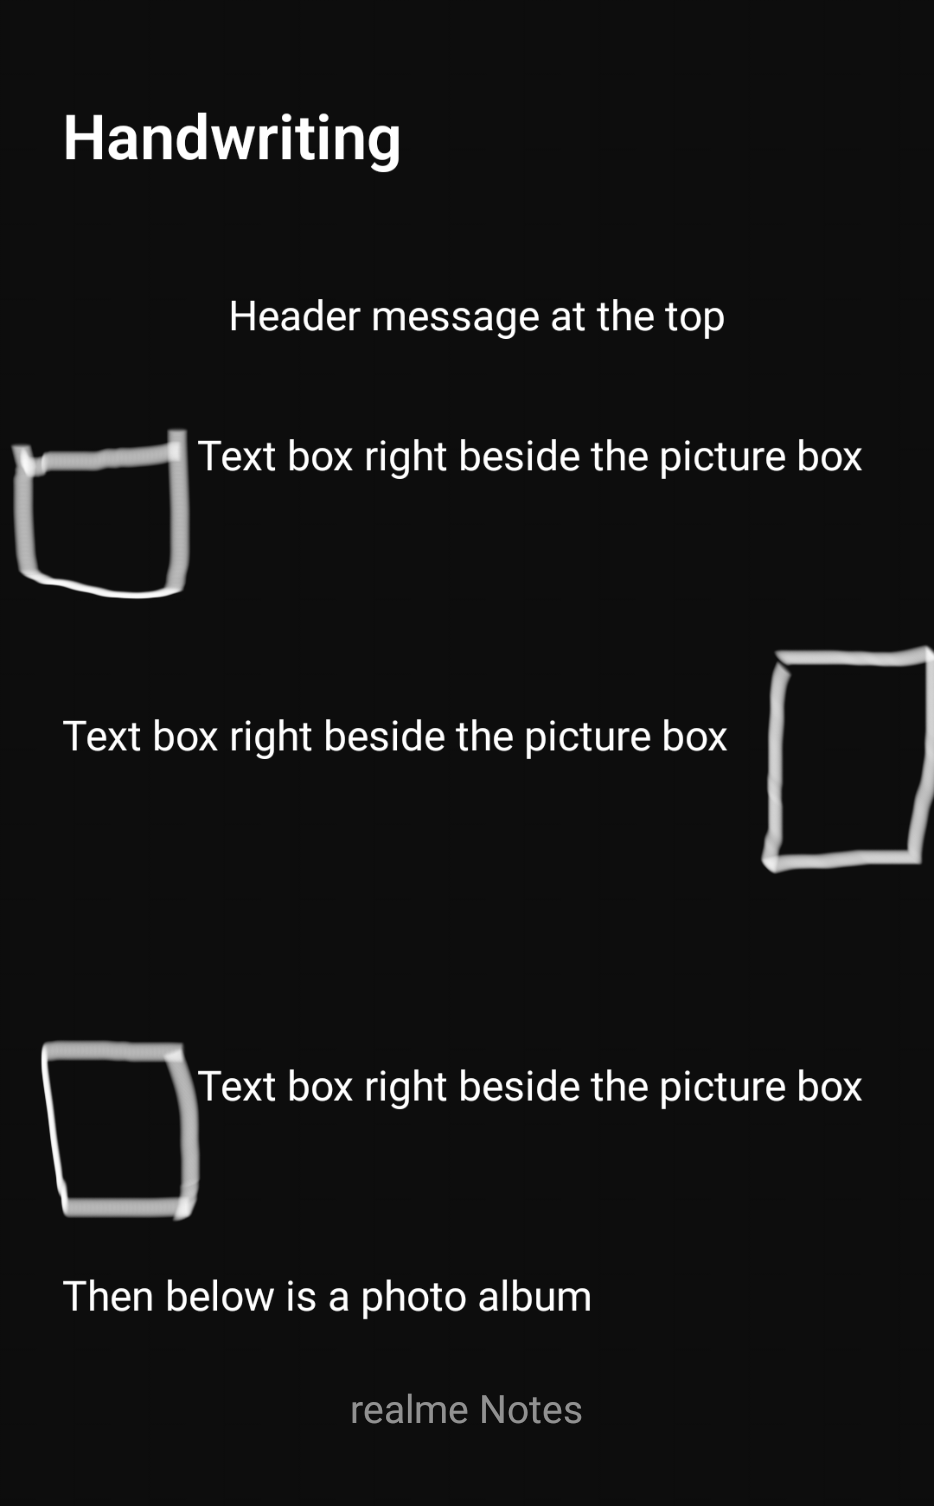 Handwriting
Header message at the top
Text box right beside the picture box
Text box right beside the picture box
Text box right beside the picture box
Then below is a photo album
realme Notes